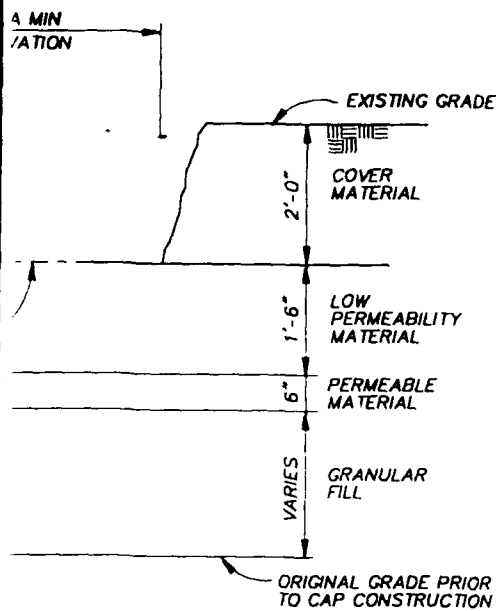 A MIN
EXISTING GRADE
2'-0"
COVER
MATERIAL
1'-6"
LOW
PERMEABILITY
MATERIAL
6"
PERMEABLE
MATERIAL
VARIES
GRANULAR
FILL
ORIGINAL GRADE PRIOR
TO CAP CONSTRUCTION